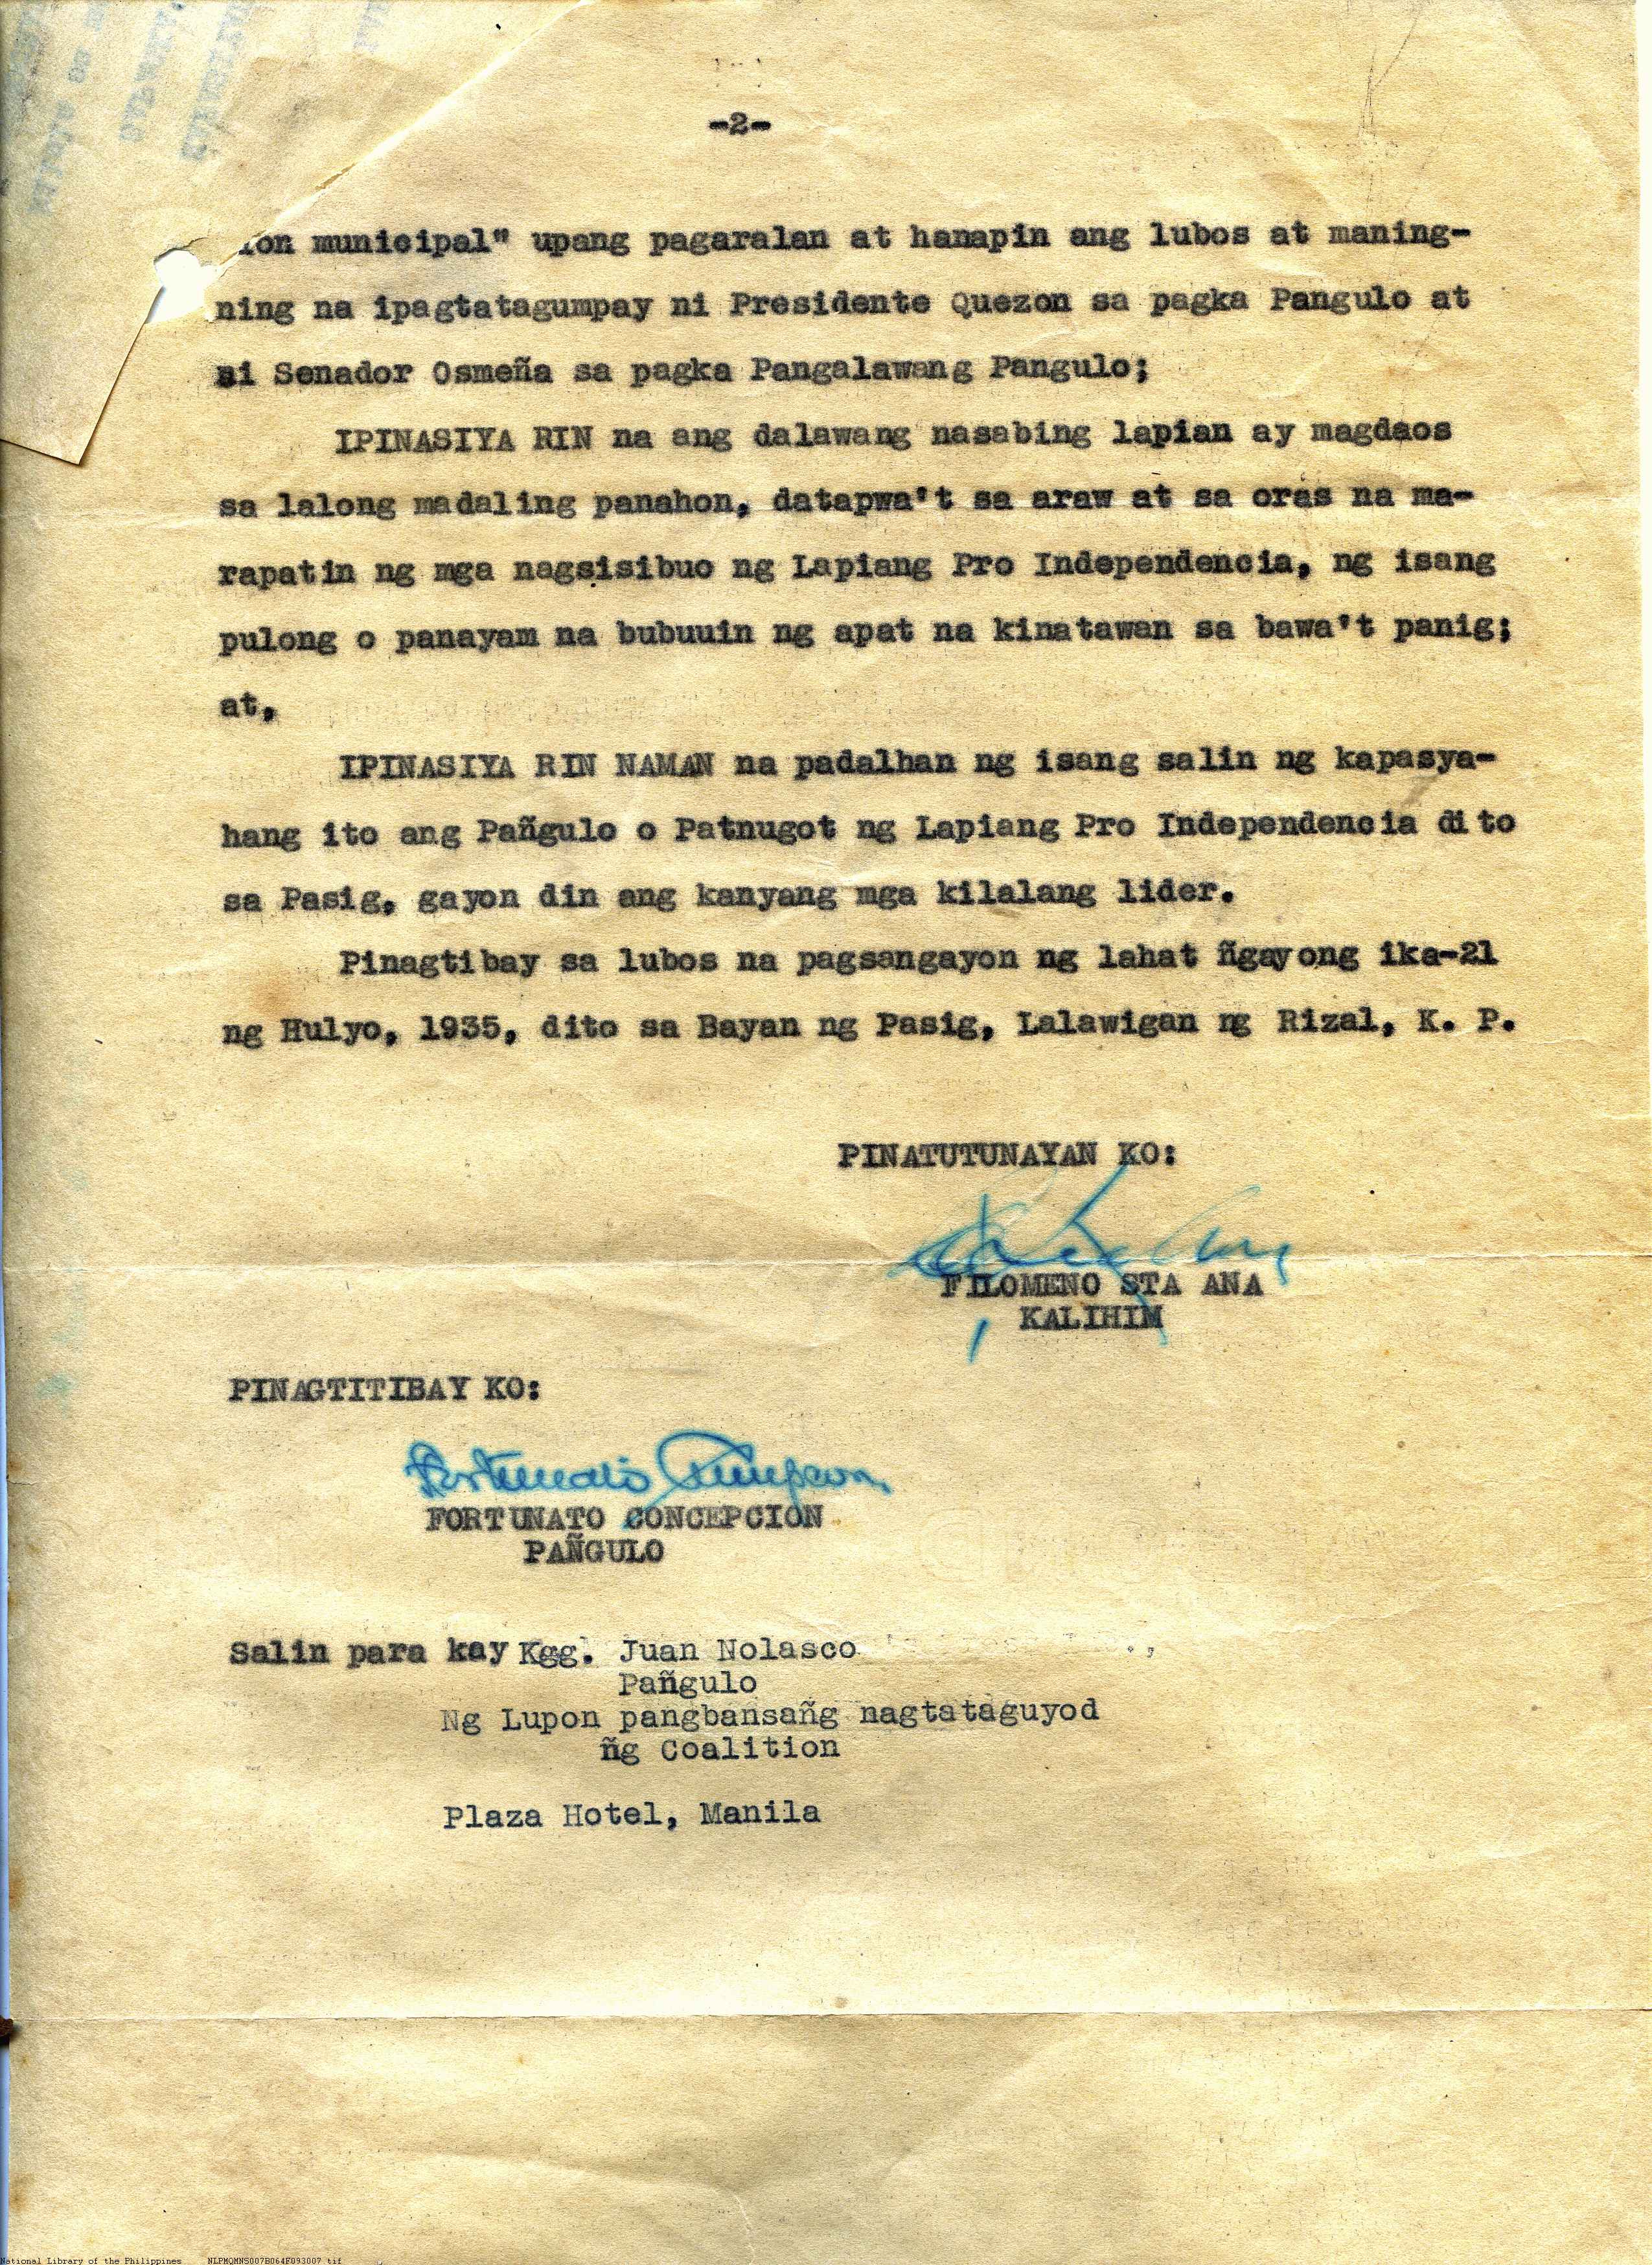 -2-
ion municipal" upang pagaralan at hanapin ang lubos at maning-
ning na ipagtatagumpay ni Presidente Quezon sa pagka Pangulo at
ni Senador Osmeña sa pagka Pangalawang Pangulo;
IPINASIYA RIN na ang dalawang nasabing lapian ay magdaos
sa lalong madaling panahon, datapwa't sa araw at sa oras na ma-
rapatin ng mga nagsisibuo ng Lapiang Pro Independencia, ng isang
pulong o panayam na bubuuin ng apat na kinatawan sa bawa't panig;
at,
IPINASIYA RIN NAMAN na padalhan ng isang salin ng kapasya-
hang ito ang Pañgulo o Patnugot ng Lapiang Pro Independencia dito
sa Pasig, gayon din ang kanyang mga kilalang lider.
Pinagtibay sa lubos na pagsangayon ng lahat ñgayong ika-21
ng Hulyo, 1935, dito sa Bayan ng Pasig, Lalawigan ng Rizal, K. P.
PINATUTUNAYAN KO:
FILOMENO STA ANA
KALIHIM
PINAGTITIBAY KO:
Fortunato Concepcion
FORTUNATO CONCEPCION
PAÑGULO
Salin para kay Kgg. Juan Nolasco
Pañgulo
Ng Lupon pangbansañg nagtataguyod
ñg Coalition
Plaza Hotel, Manila
National Library of the Philippines NLPMQMNS007B064F093007 tif